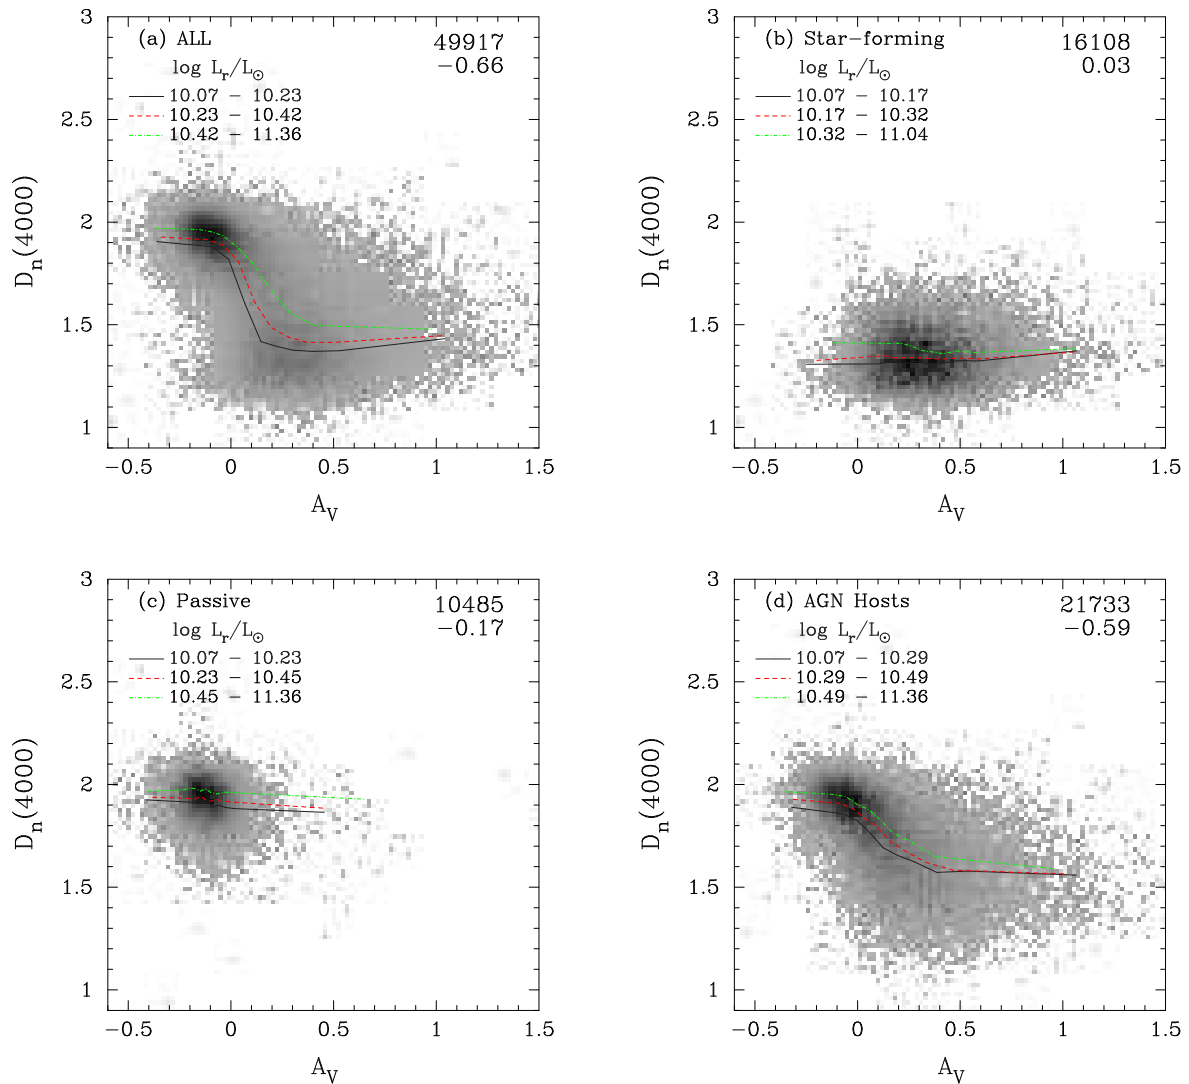 (a) ALL
49917
−0.66
log L_r/L_⊙
10.07 − 10.23
10.23 − 10.42
10.42 − 11.36
3
2.5
2
1.5
1
D_n(4000)
−0.5 0 0.5 1 1.5
A_V
(b) Star−forming
16108
0.03
log L_r/L_⊙
10.07 − 10.17
10.17 − 10.32
10.32 − 11.04
3
2.5
2
1.5
1
D_n(4000)
−0.5 0 0.5 1 1.5
A_V
(c) Passive
10485
−0.17
log L_r/L_⊙
10.07 − 10.23
10.23 − 10.45
10.45 − 11.36
3
2.5
2
1.5
1
D_n(4000)
−0.5 0 0.5 1 1.5
A_V
(d) AGN Hosts
21733
−0.59
log L_r/L_⊙
10.07 − 10.29
10.29 − 10.49
10.49 − 11.36
3
2.5
2
1.5
1
D_n(4000)
−0.5 0 0.5 1 1.5
A_V